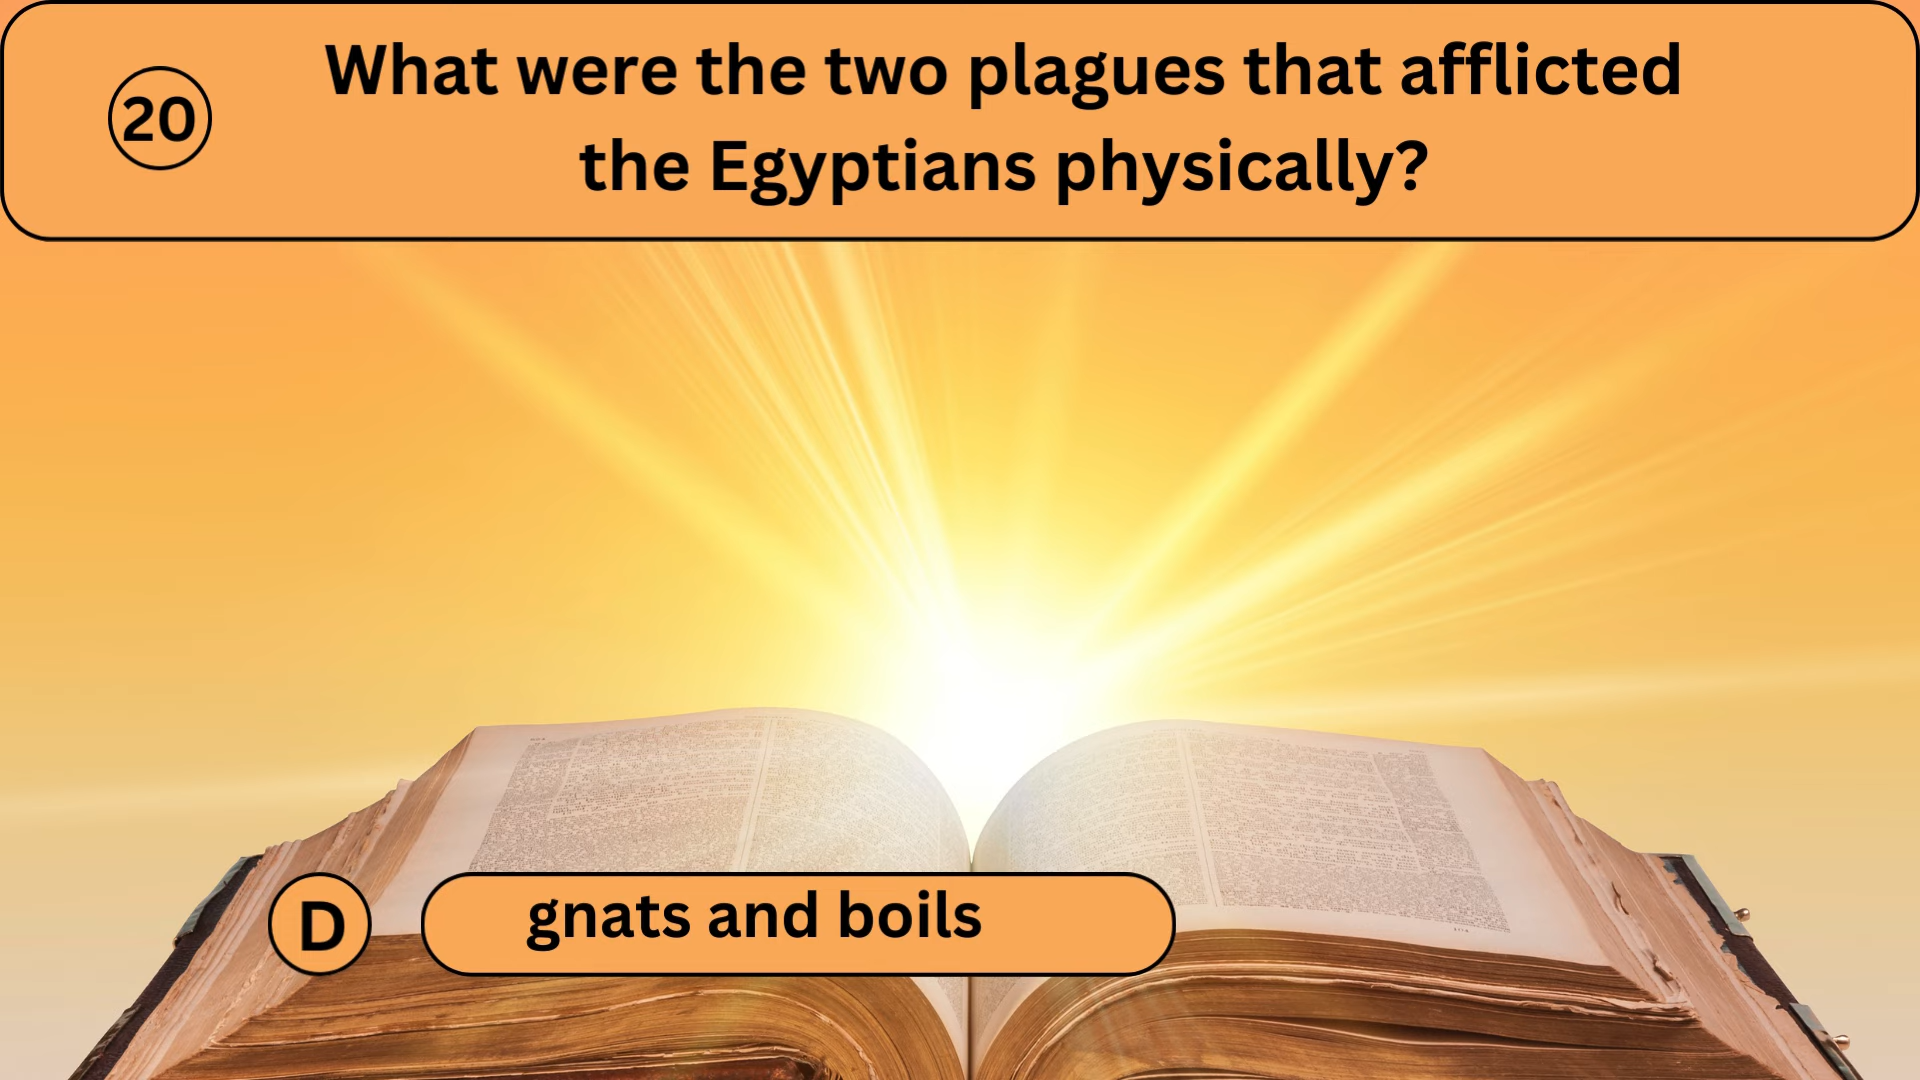 20
What were the two plagues that afflicted
the Egyptians physically?
D
gnats and boils